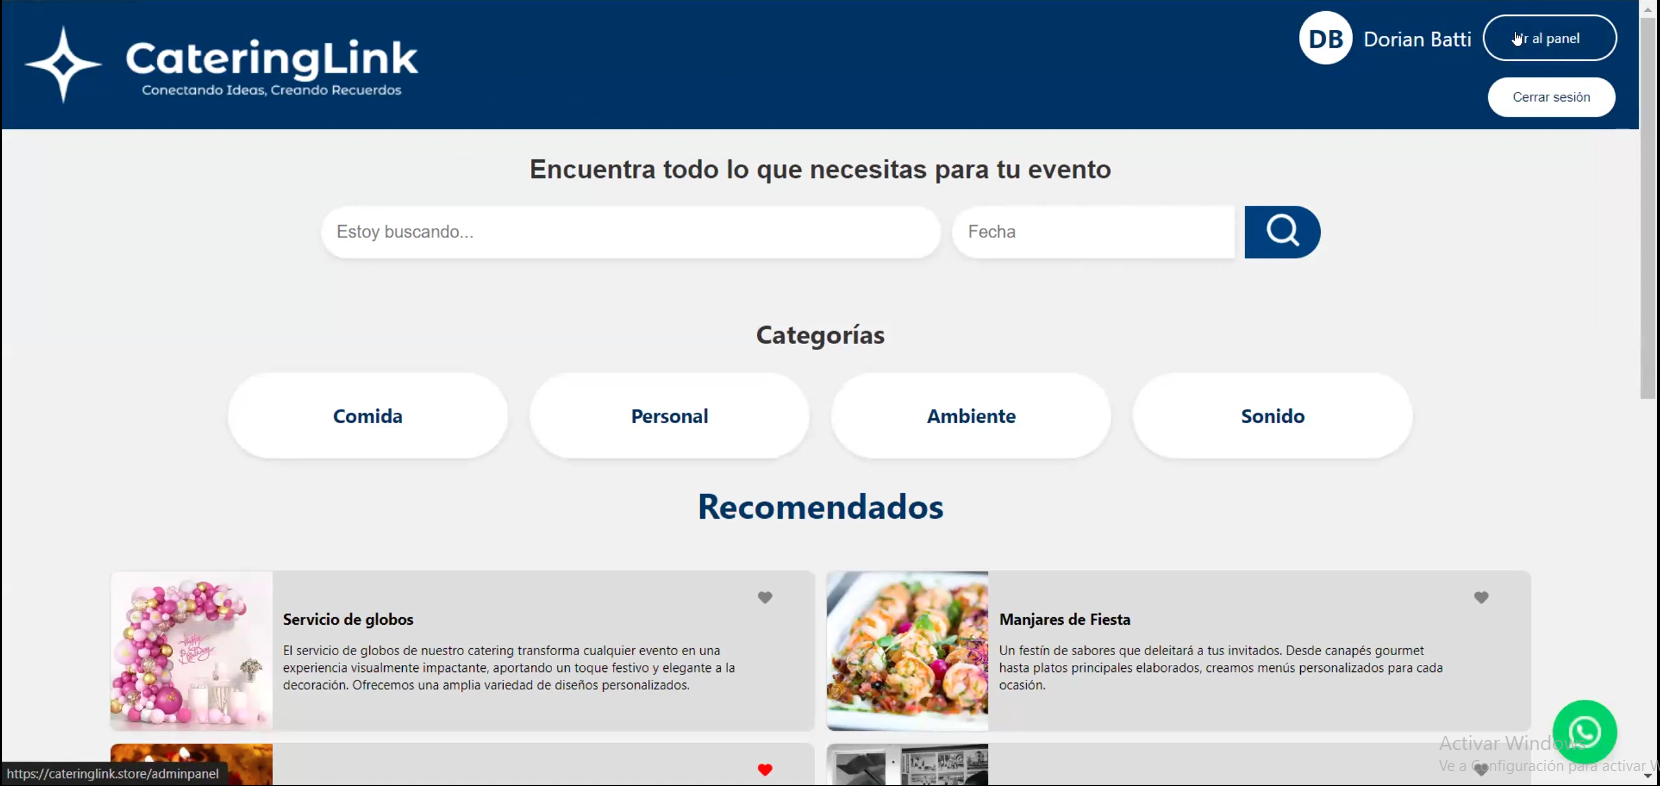 CateringLink
Conectando Ideas, Creando Recuerdos
DB
Dorian Batti
Ir al panel
Cerrar sesión
Encuentra todo lo que necesitas para tu evento
Estoy buscando...
Fecha
Categorías
Comida
Personal
Ambiente
Sonido
Recomendados
Servicio de globos
El servicio de globos de nuestro catering transforma cualquier evento en una
experiencia visualmente impactante, aportando un toque festivo y elegante a la
decoración. Ofrecemos una amplia variedad de diseños personalizados.
Manjares de Fiesta
Un festín de sabores que deleitará a tus invitados. Desde canapés gourmet
hasta platos principales elaborados, creamos menús personalizados para cada
ocasión.
Activar Windows
Ve a Configuración para activar W
https://cateringlink.store/adminpanel